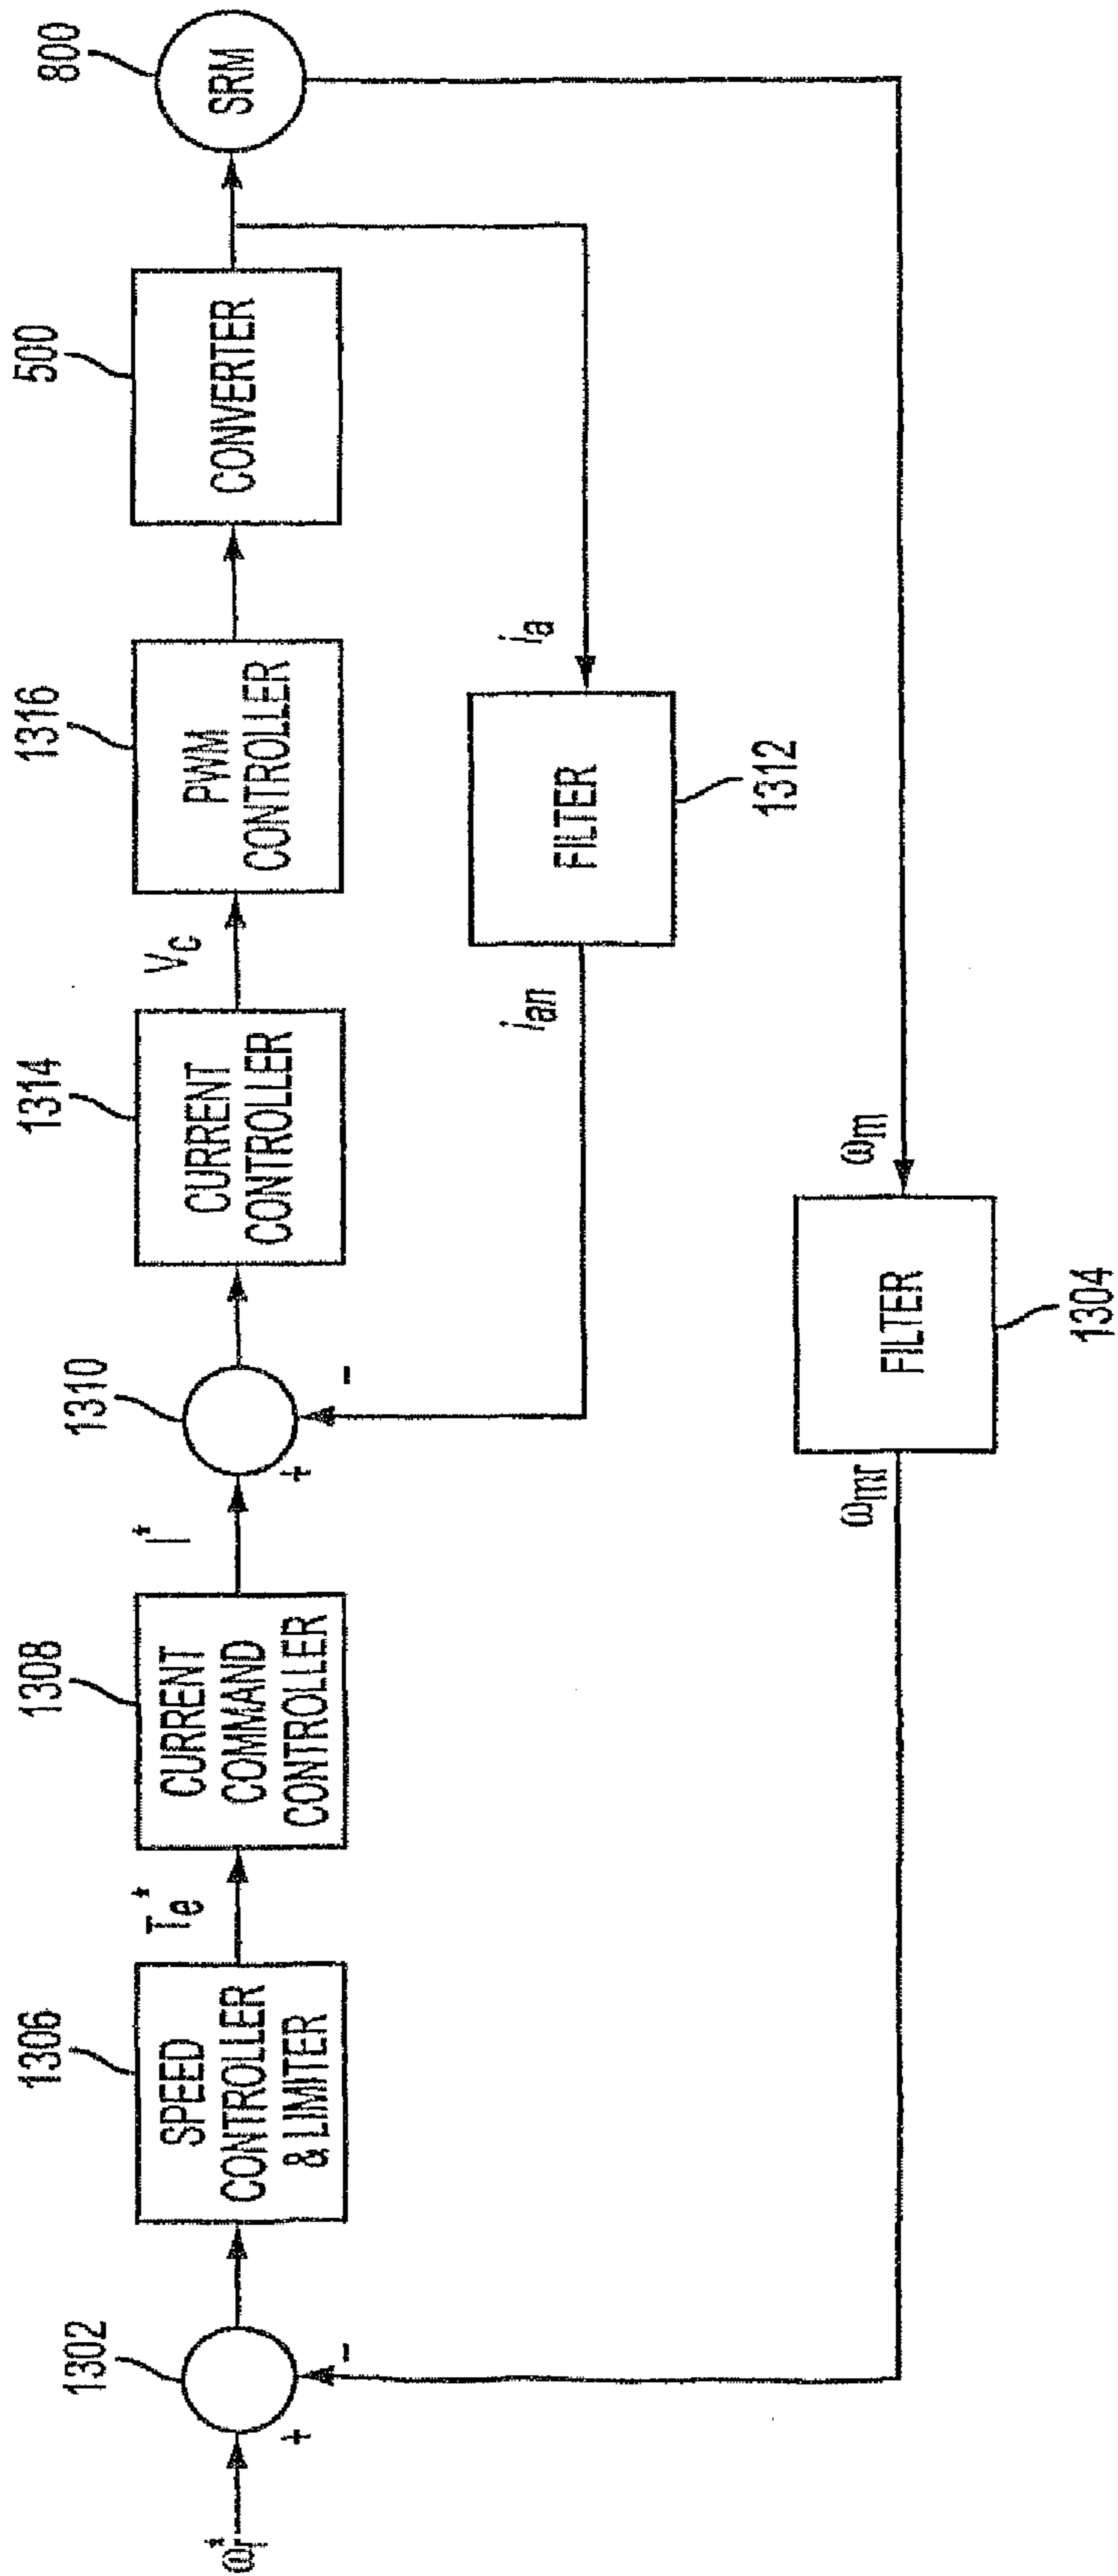 1302
1306
1308
1310
1314
1316
500
800
ωr*
+
-
SPEED
CONTROLLER
& LIMITER
Te*
CURRENT
COMMAND
CONTROLLER
I*
+
-
CURRENT
CONTROLLER
Vc
PWM
CONTROLLER
CONVERTER
SRM
ian
FILTER
ia
1312
ωmr
FILTER
ωm
1304